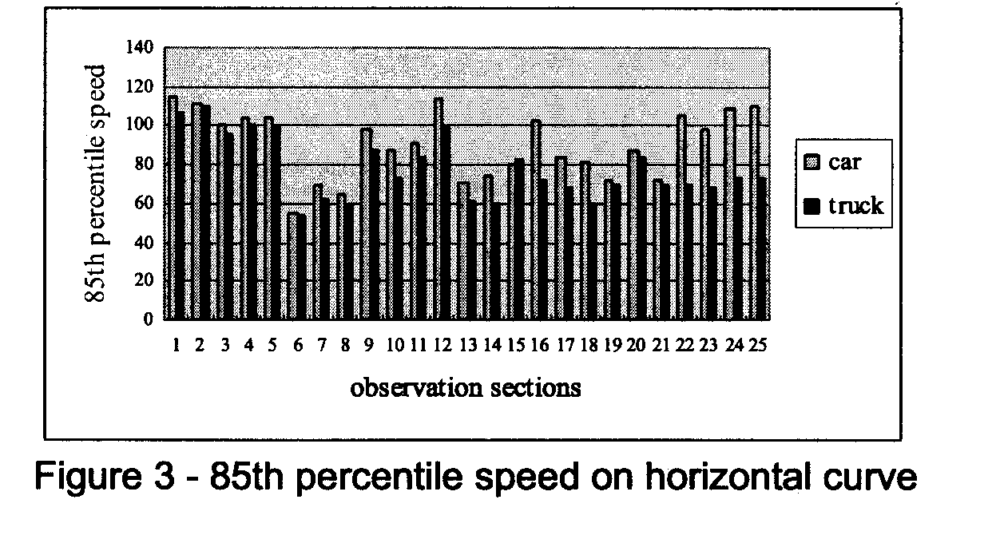 140
120
100
80
60
40
20
0
85th percentile speed
1 2 3 4 5 6 7 8 9 10 11 12 13 14 15 16 17 18 19 20 21 22 23 24 25
observation sections
car
truck
Figure 3 - 85th percentile speed on horizontal curve